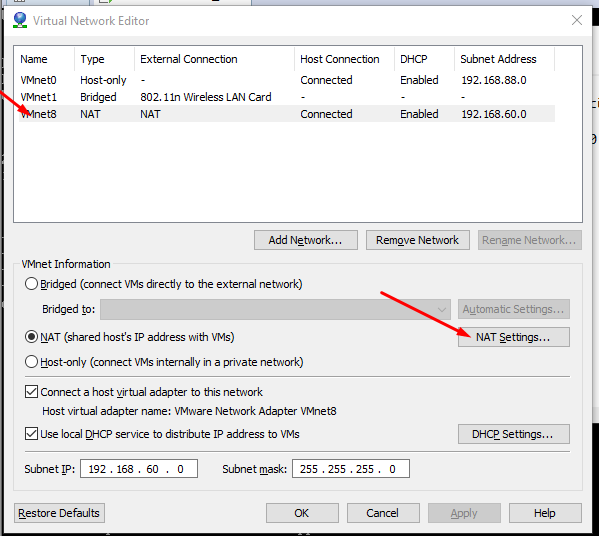 Virtual Network Editor
Name Type External Connection Host Connection DHCP Subnet Address
VMnet0 Host-only - Connected Enabled 192.168.88.0
VMnet1 Bridged 802.11n Wireless LAN Card - - -
VMnet8 NAT NAT Connected Enabled 192.168.60.0
Add Network... Remove Network Rename Network...
VMnet Information
Bridged (connect VMs directly to the external network)
Bridged to: Automatic Settings...
NAT (shared host's IP address with VMs) NAT Settings...
Host-only (connect VMs internally in a private network)
Connect a host virtual adapter to this network
Host virtual adapter name: VMware Network Adapter VMnet8
Use local DHCP service to distribute IP address to VMs DHCP Settings...
Subnet IP: 192 . 168 . 60 . 0 Subnet mask: 255 . 255 . 255 . 0
Restore Defaults OK Cancel Apply Help